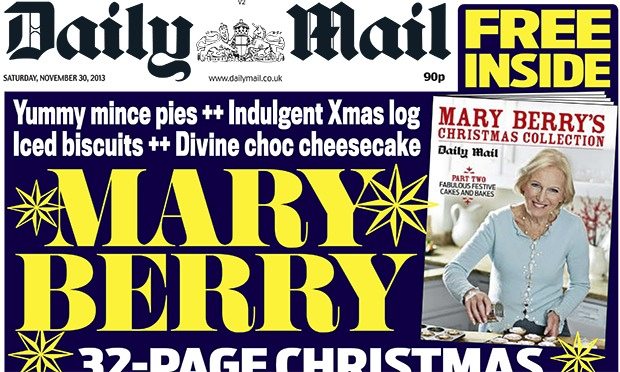 V2
Daily Mail
SATURDAY, NOVEMBER 30, 2013
www.dailymail.co.uk
90p
FREE
INSIDE
Yummy mince pies ++ Indulgent Xmas log
Iced biscuits ++ Divine choc cheesecake
MARY
BERRY
32-PAGE CHRISTMAS
MARY BERRY'S
CHRISTMAS COLLECTION
Daily Mail
PART TWO
FABULOUS FESTIVE
CAKES AND BAKES